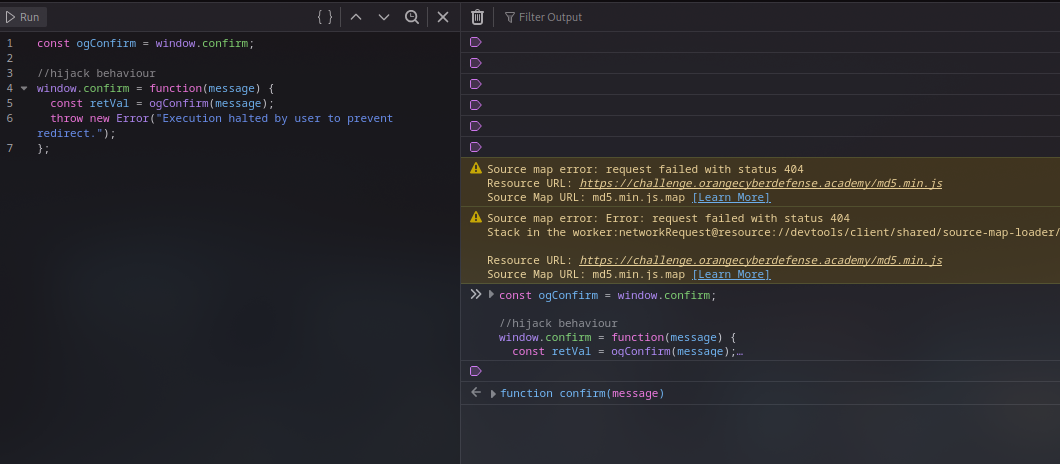 Run
{ }
Filter Output
1 const ogConfirm = window.confirm;
2
3 //hijack behaviour
4 window.confirm = function(message) {
5 const retVal = ogConfirm(message);
6 throw new Error("Execution halted by user to prevent
redirect.");
7 };
Source map error: request failed with status 404
Resource URL: https://challenge.orangecyberdefense.academy/md5.min.js
Source Map URL: md5.min.js.map [Learn More]
Source map error: Error: request failed with status 404
Stack in the worker:networkRequest@resource://devtools/client/shared/source-map-loader/
Resource URL: https://challenge.orangecyberdefense.academy/md5.min.js
Source Map URL: md5.min.js.map [Learn More]
const ogConfirm = window.confirm;
//hijack behaviour
window.confirm = function(message) {
const retVal = ogConfirm(message);…
function confirm(message)